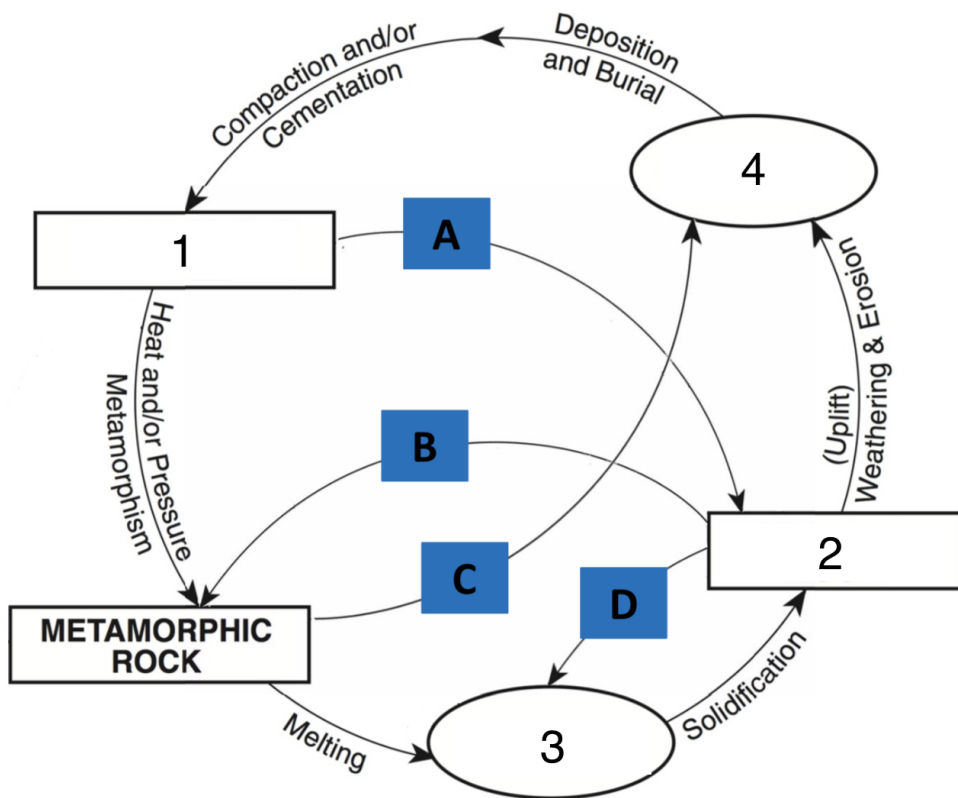 Deposition
and Burial
Compaction and/or
Cementation
4
1
A
Heat and/or Pressure
Metamorphism
(Uplift)
Weathering & Erosion
B
2
C
D
METAMORPHIC
ROCK
Melting
3
Solidification